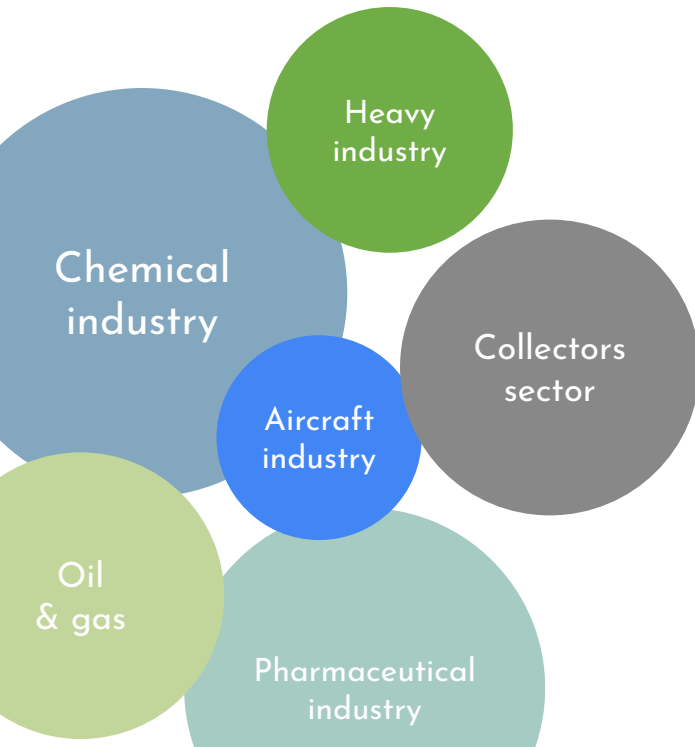 Heavy
industry
Chemical
industry
Collectors
sector
Aircraft
industry
Oil
& gas
Pharmaceutical
industry